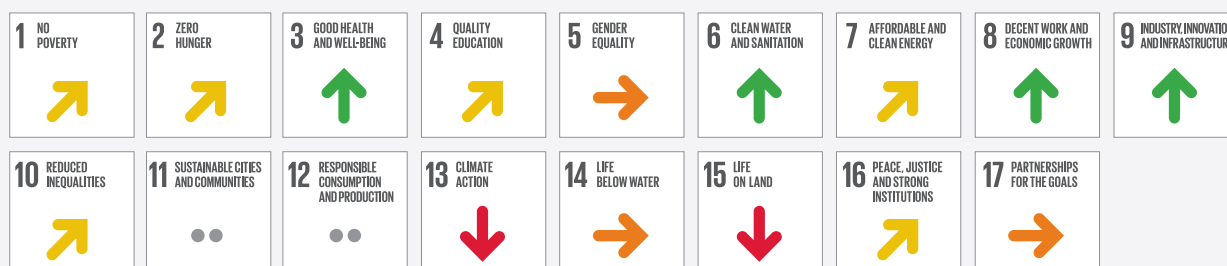 1 NO POVERTY
2 ZERO HUNGER
3 GOOD HEALTH AND WELL-BEING
4 QUALITY EDUCATION
5 GENDER EQUALITY
6 CLEAN WATER AND SANITATION
7 AFFORDABLE AND CLEAN ENERGY
8 DECENT WORK AND ECONOMIC GROWTH
9 INDUSTRY, INNOVATIO AND INFRASTRUCTUR
10 REDUCED INEQUALITIES
11 SUSTAINABLE CITIES AND COMMUNITIES
12 RESPONSIBLE CONSUMPTION AND PRODUCTION
13 CLIMATE ACTION
14 LIFE BELOW WATER
15 LIFE ON LAND
16 PEACE, JUSTICE AND STRONG INSTITUTIONS
17 PARTNERSHIPS FOR THE GOALS